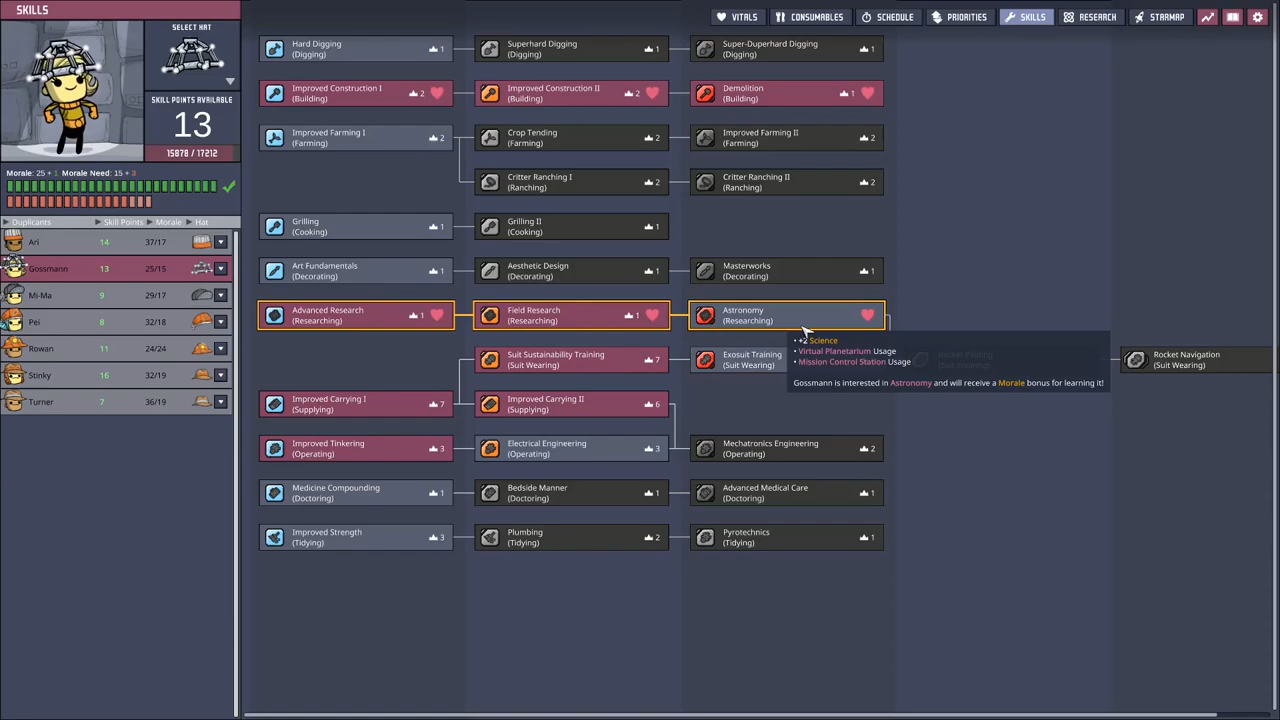 SKILLS
VITALS
CONSUMABLES
SCHEDULE
PRIORITIES
SKILLS
RESEARCH
STARMAP
SELECT HAT
SKILL POINTS AVAILABLE
13
15878 / 17212
Morale: 25 + 1 Morale Need: 15 + 3
Duplicants Skill Points Morale Hat
Ari 14 37/17
Gossmann 13 25/15
Mi-Ma 9 29/17
Pei 8 32/18
Rowan 11 24/24
Stinky 16 32/19
Turner 7 36/19
Hard Digging 1
(Digging)
Superhard Digging 1
(Digging)
Super-Duperhard Digging 1
(Digging)
Improved Construction I 2
(Building)
Improved Construction II 2
(Building)
Demolition 1
(Building)
Improved Farming I 2
(Farming)
Crop Tending 2
(Farming)
Improved Farming II 2
(Farming)
Critter Ranching I 2
(Ranching)
Critter Ranching II 2
(Ranching)
Grilling 1
(Cooking)
Grilling II 1
(Cooking)
Art Fundamentals 1
(Decorating)
Aesthetic Design 1
(Decorating)
Masterworks 1
(Decorating)
Advanced Research 1
(Researching)
Field Research 1
(Researching)
Astronomy
(Researching)
Suit Sustainability Training 7
(Suit Wearing)
Exosuit Training
(Suit Wearing)
Rocket Piloting
(Suit Wearing)
Rocket Navigation
(Suit Wearing)
• +2 Science
• Virtual Planetarium Usage
• Mission Control Station Usage
Gossmann is interested in Astronomy and will receive a Morale bonus for learning it!
Improved Carrying I 7
(Supplying)
Improved Carrying II 6
(Supplying)
Improved Tinkering 3
(Operating)
Electrical Engineering 3
(Operating)
Mechatronics Engineering 2
(Operating)
Medicine Compounding 1
(Doctoring)
Bedside Manner 1
(Doctoring)
Advanced Medical Care 1
(Doctoring)
Improved Strength 3
(Tidying)
Plumbing 2
(Tidying)
Pyrotechnics 1
(Tidying)